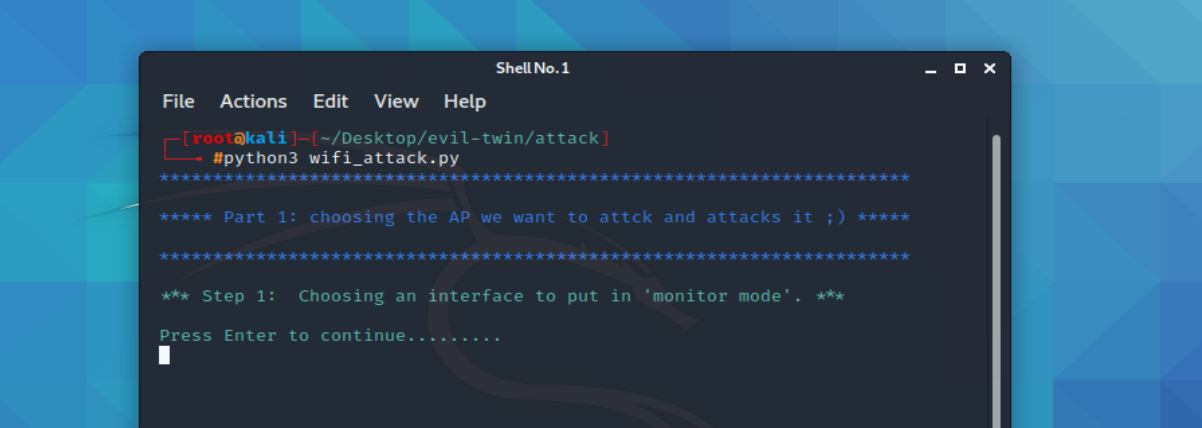 Shell No. 1
File Actions Edit View Help
┌─[root@kali]─[~/Desktop/evil-twin/attack]
└──╼ #python3 wifi_attack.py
**********************************************************************
***** Part 1: choosing the AP we want to attck and attacks it ;) *****
**********************************************************************
*** Step 1:  Choosing an interface to put in 'monitor mode'. ***
Press Enter to continue.........